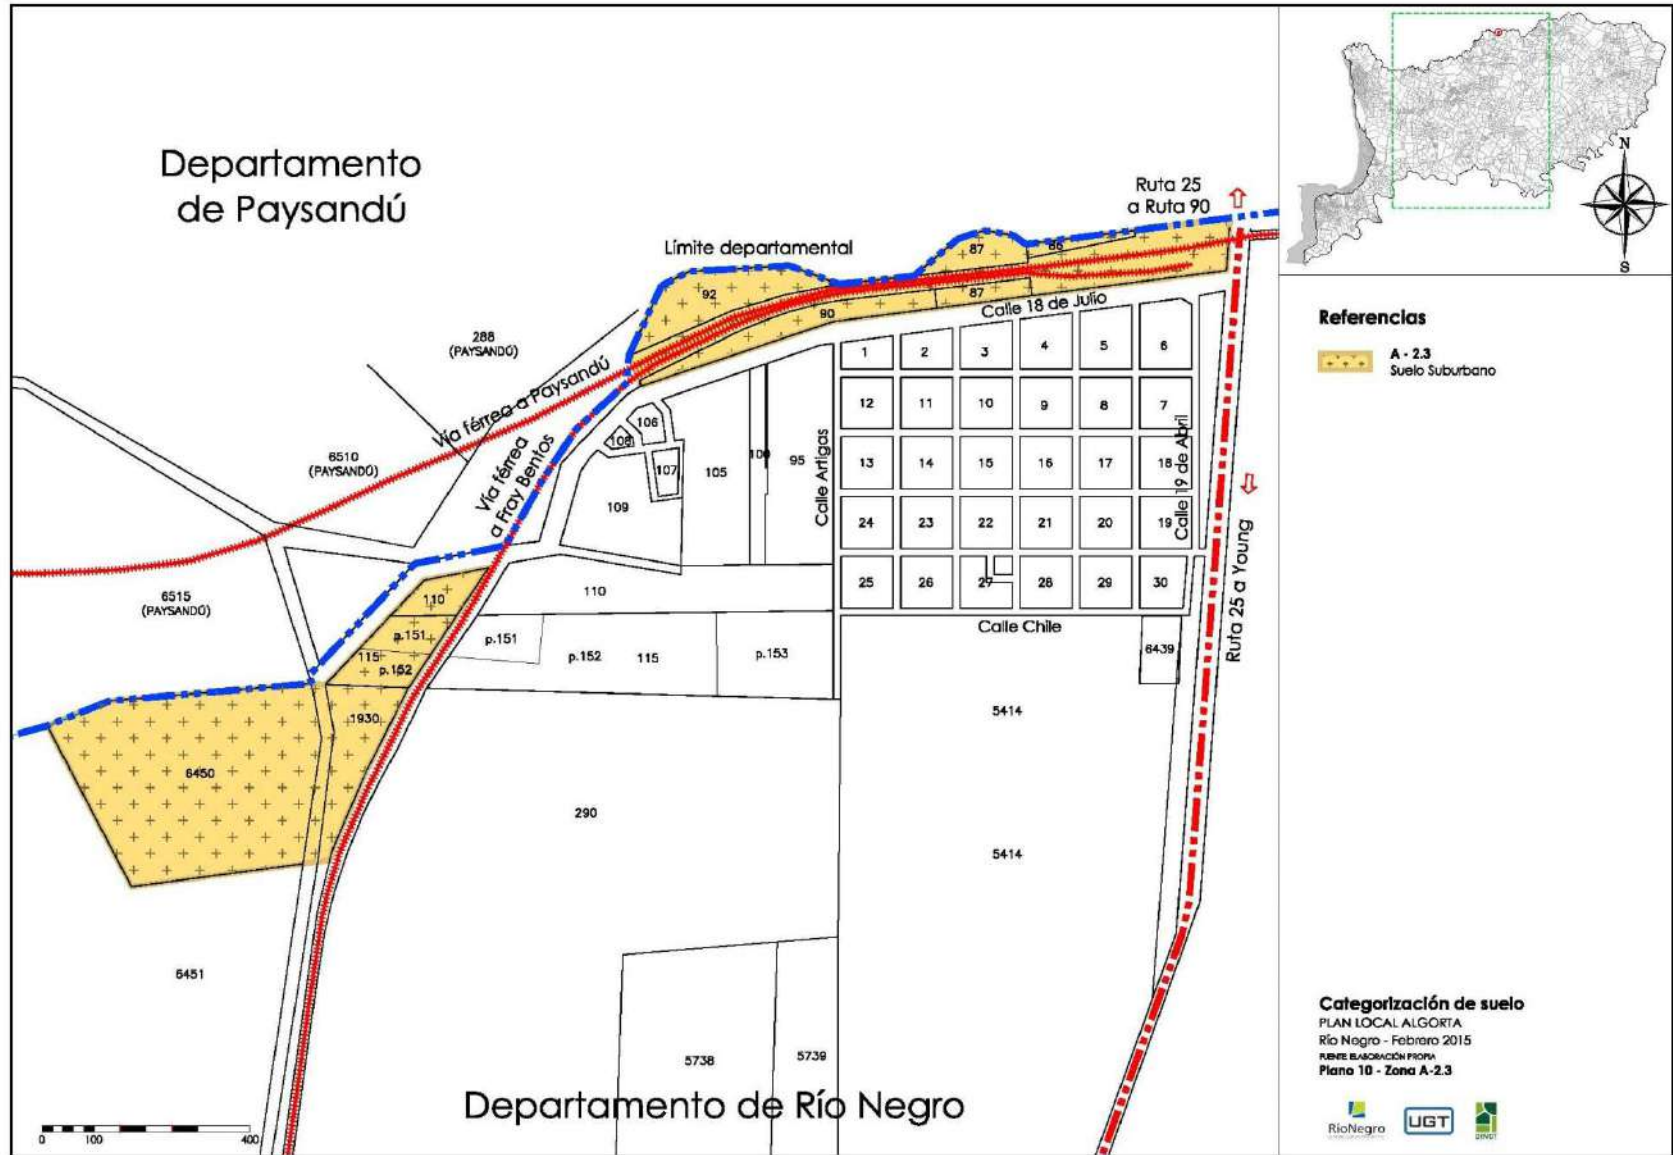 Departamento
de Paysandú
Ruta 25
a Ruta 90
Límite departamental
N
S
87
86
92
87
90
Calle 18 de Julio
288
(PAYSANDÚ)
Vía férrea a Paysandú
Vía férrea
a Fray Bentos
6510
(PAYSANDÚ)
6515
(PAYSANDÚ)
106
108
107
109
105
100
95
Calle Artigas
1
2
3
4
5
6
12
11
10
9
8
7
13
14
15
16
17
18
Calle 19 de Abril
24
23
22
21
20
19
25
26
27
28
29
30
Calle Chile
Ruta 25 a Young
110
110
p.151
p.151
115
p.152
p.152
115
p.153
6439
1930
6450
5414
290
5414
6451
5738
5739
Departamento de Río Negro
0
100
400
Referencias
A - 2.3
Suelo Suburbano
Categorización de suelo
PLAN LOCAL ALGORTA
Río Negro - Febrero 2015
FUENTE ELABORACIÓN PROPIA
Plano 10 - Zona A-2.3
RíoNegro
UGT
DINOT